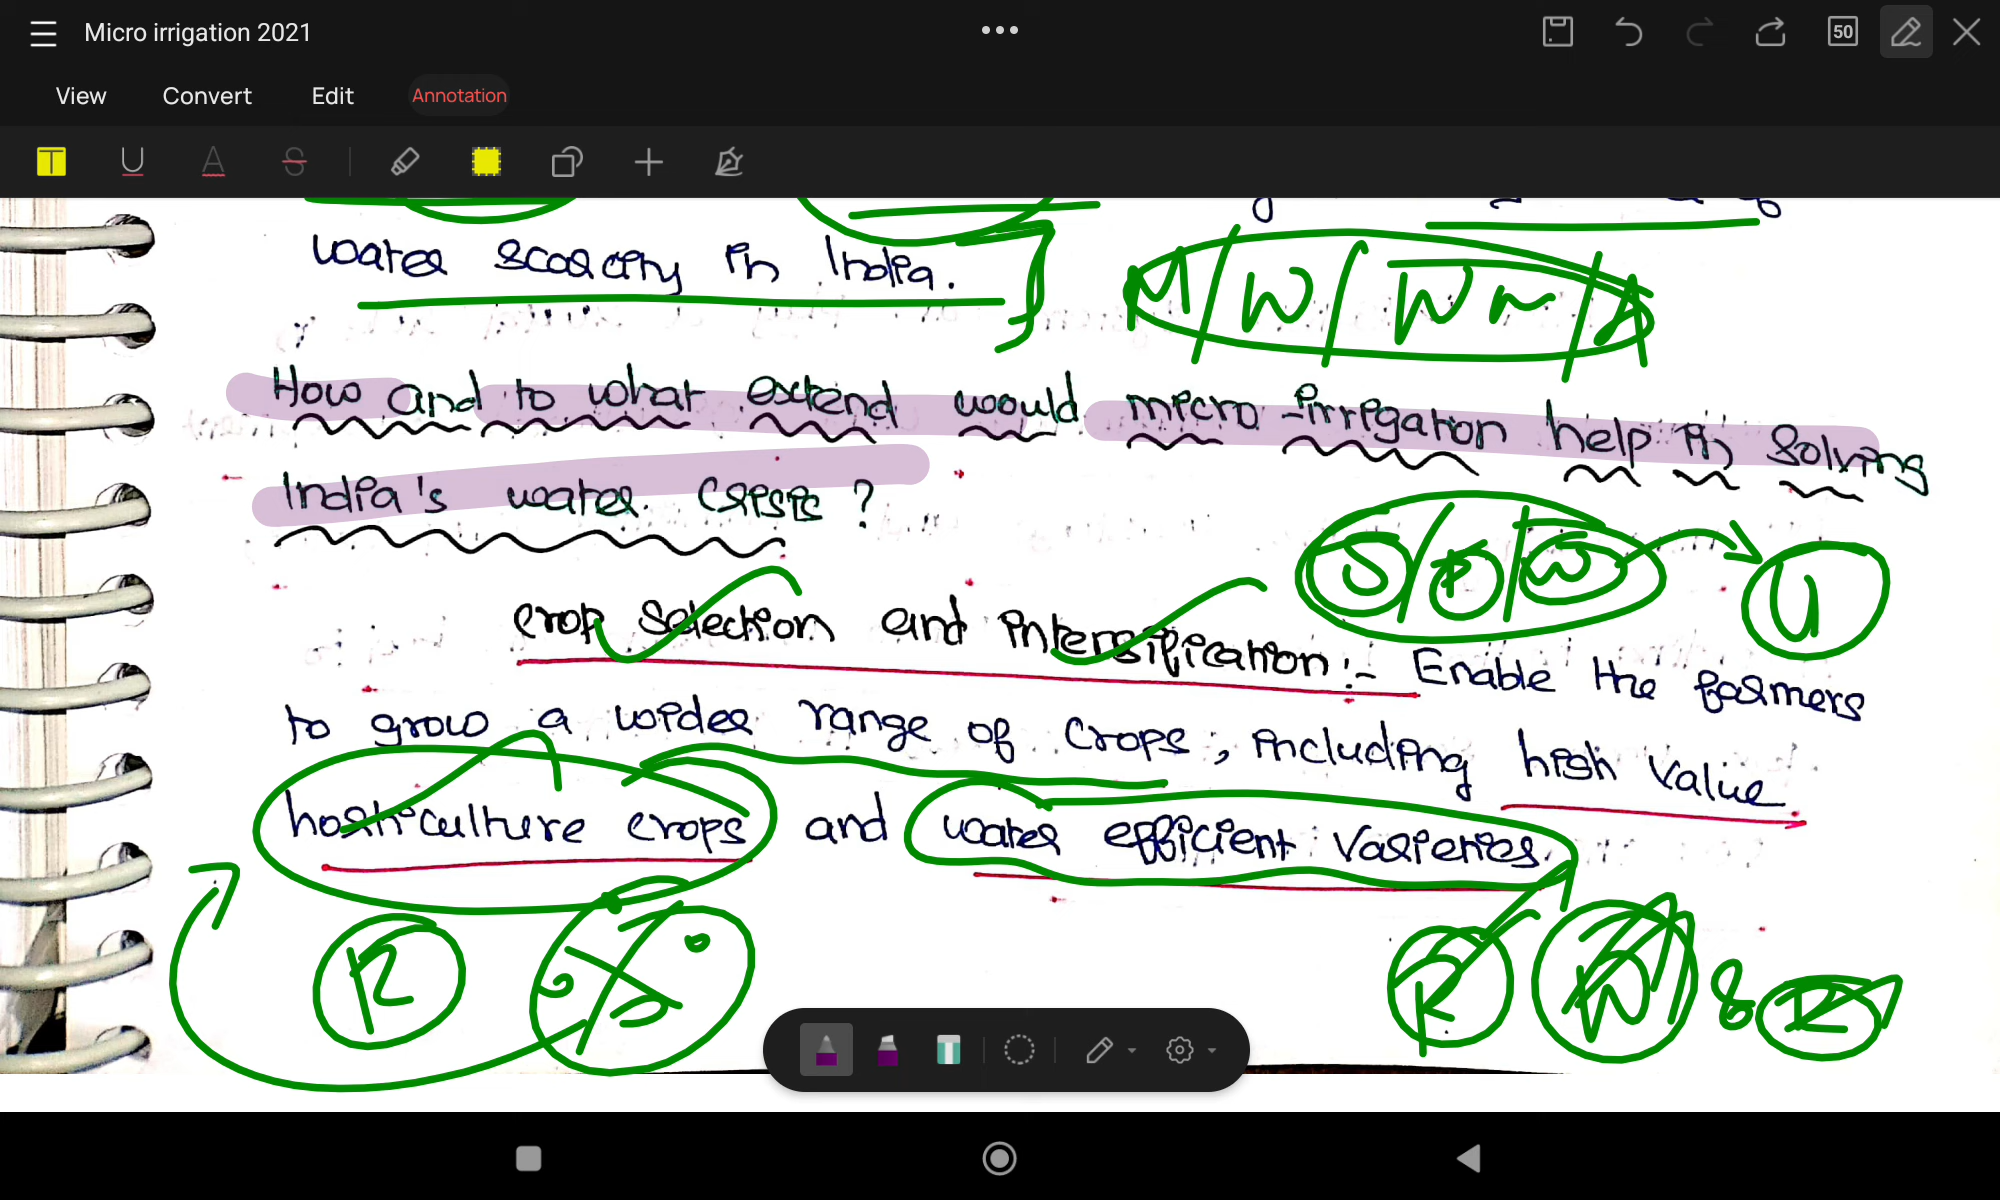 Micro irrigation 2021
50
View Convert Edit Annotation
water scarcity in India.
M/W/Wm/A
How and to what extend would micro-irrigation help in solving
India's water crisis?
S/P/W
U
crop selection and intensification:- Enable the farmers
to grow a wider range of crops, including high value
horticulture crops and water efficient varieties.
R
R W & R